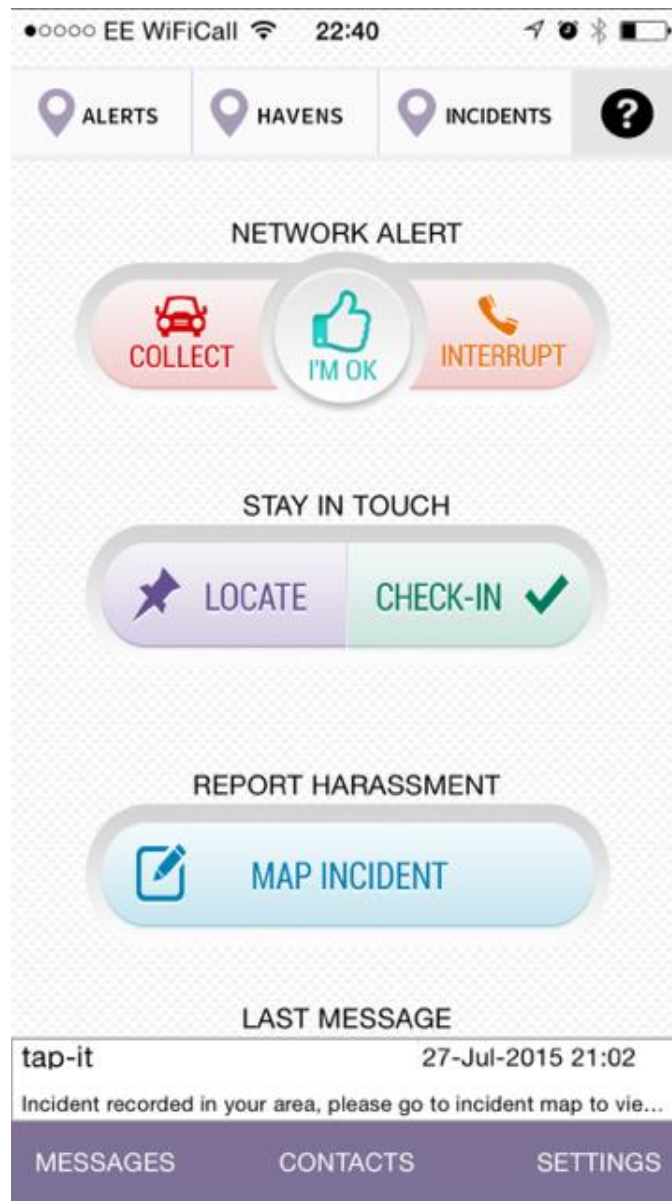 EE WiFiCall 22:40
ALERTS HAVENS INCIDENTS ?
NETWORK ALERT
COLLECT I'M OK INTERRUPT
STAY IN TOUCH
LOCATE CHECK-IN
REPORT HARASSMENT
MAP INCIDENT
LAST MESSAGE
tap-it 27-Jul-2015 21:02
Incident recorded in your area, please go to incident map to vie...
MESSAGES CONTACTS SETTINGS